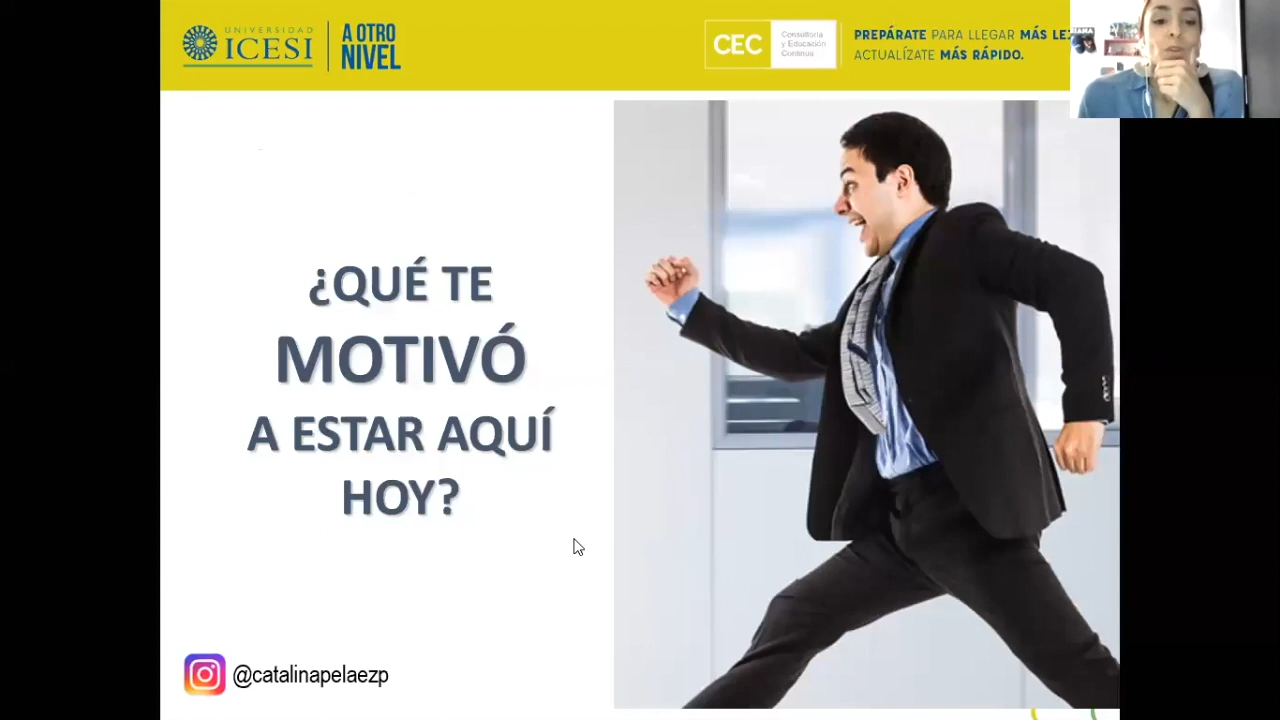 UNIVERSIDAD
ICESI
A OTRO
NIVEL
CEC
Consultoría
y Educación
Continua
PREPÁRATE PARA LLEGAR MÁS
ACTUALÍZATE MÁS RÁPIDO.
¿QUÉ TE
MOTIVÓ
A ESTAR AQUÍ
HOY?
@catalinapelaezp